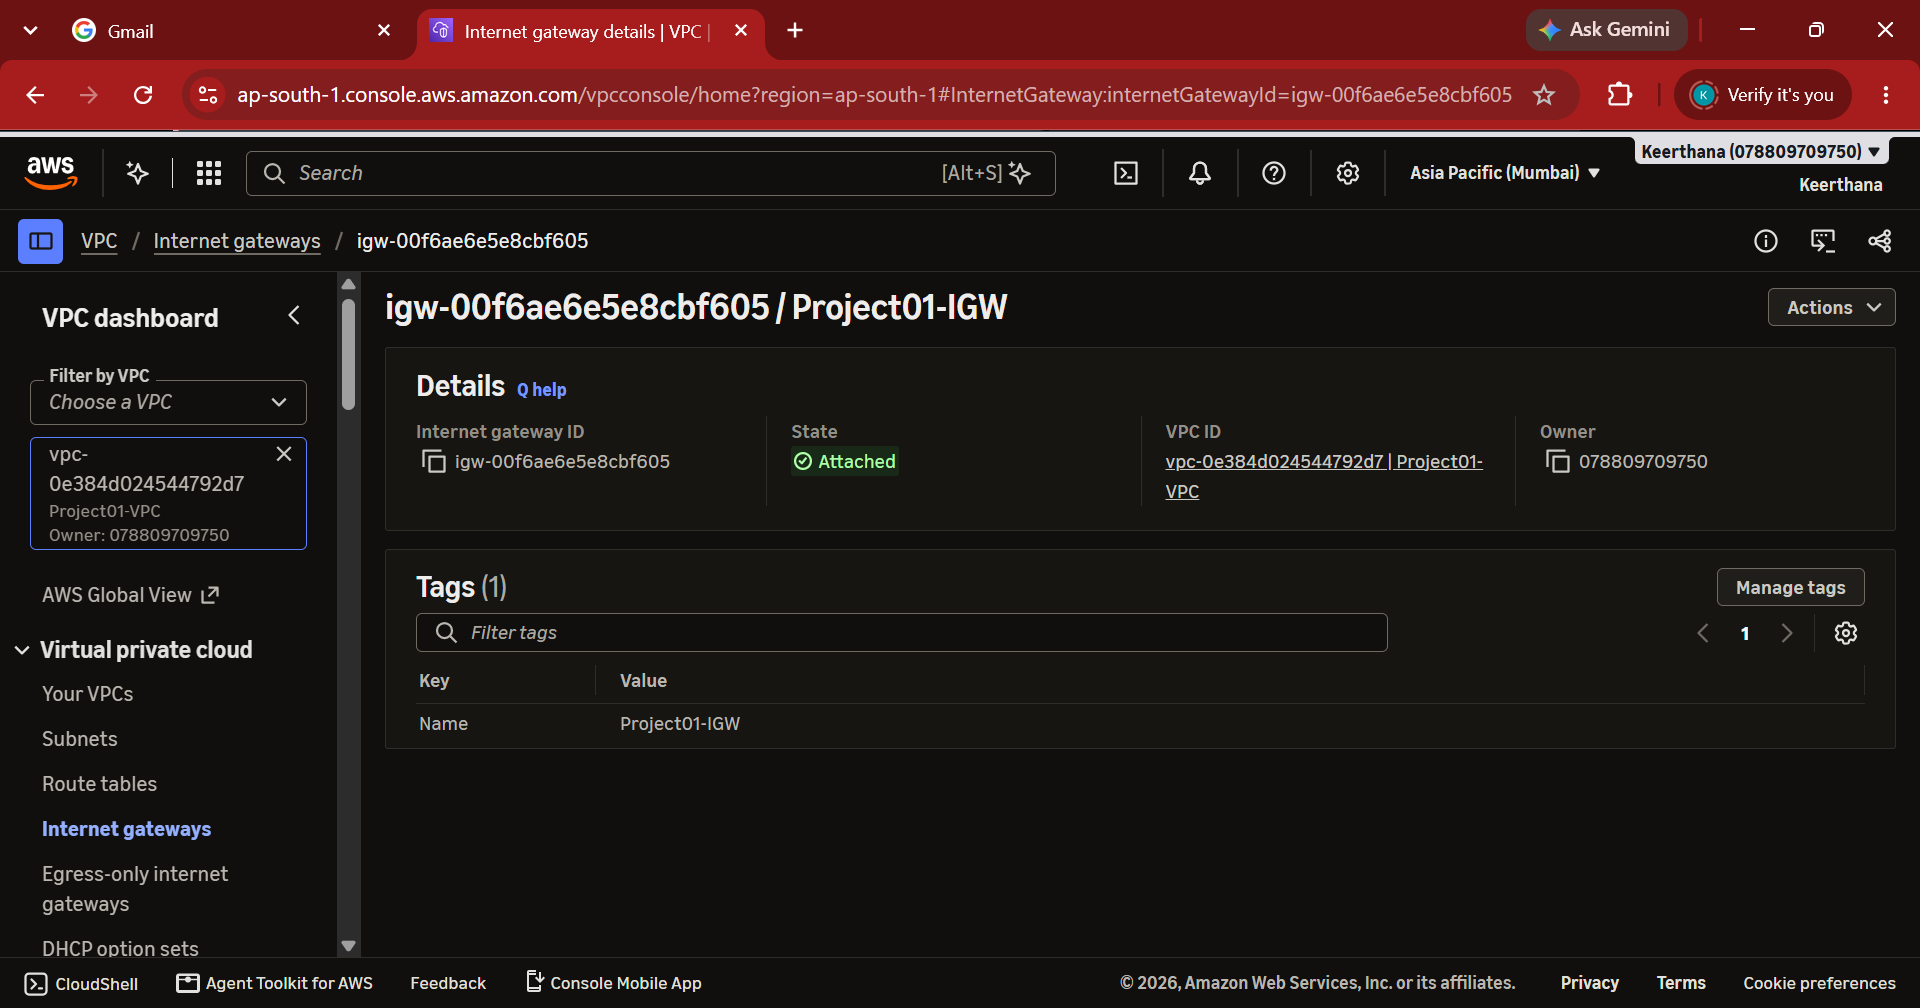 Gmail
Internet gateway details | VPC |
Ask Gemini
ap-south-1.console.aws.amazon.com/vpcconsole/home?region=ap-south-1#InternetGateway:internetGatewayId=igw-00f6ae6e5e8cbf605
K
Verify it's you
aws
Search
[Alt+S]
Asia Pacific (Mumbai)
Keerthana (078809709750)
Keerthana
VPC / Internet gateways / igw-00f6ae6e5e8cbf605
VPC dashboard
Filter by VPC
Choose a VPC
vpc-
0e384d024544792d7
Project01-VPC
Owner: 078809709750
AWS Global View
Virtual private cloud
Your VPCs
Subnets
Route tables
Internet gateways
Egress-only internet
gateways
DHCP option sets
igw-00f6ae6e5e8cbf605 / Project01-IGW
Actions
Details
Q help
Internet gateway ID
igw-00f6ae6e5e8cbf605
State
Attached
VPC ID
vpc-0e384d024544792d7 | Project01-
VPC
Owner
078809709750
Tags (1)
Manage tags
Filter tags
1
Key
Value
Name
Project01-IGW
CloudShell
Agent Toolkit for AWS
Feedback
Console Mobile App
© 2026, Amazon Web Services, Inc. or its affiliates.
Privacy
Terms
Cookie preferences